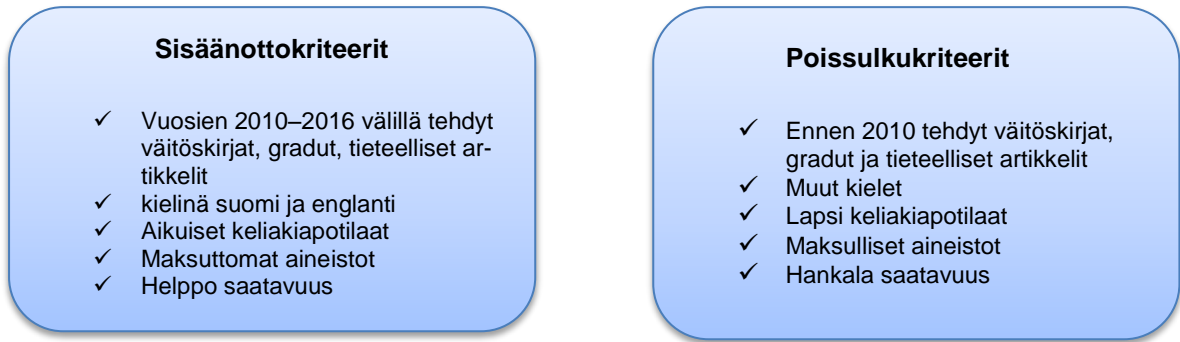 Sisäänottokriteerit
✓ Vuosien 2010–2016 välillä tehdyt
väitöskirjat, gradut, tieteelliset ar-
tikkelit
✓ kielinä suomi ja englanti
✓ Aikuiset keliakiapotilaat
✓ Maksuttomat aineistot
✓ Helppo saatavuus
Poissulkukriteerit
✓ Ennen 2010 tehdyt väitöskirjat,
gradut ja tieteelliset artikkelit
✓ Muut kielet
✓ Lapsi keliakiapotilaat
✓ Maksulliset aineistot
✓ Hankala saatavuus